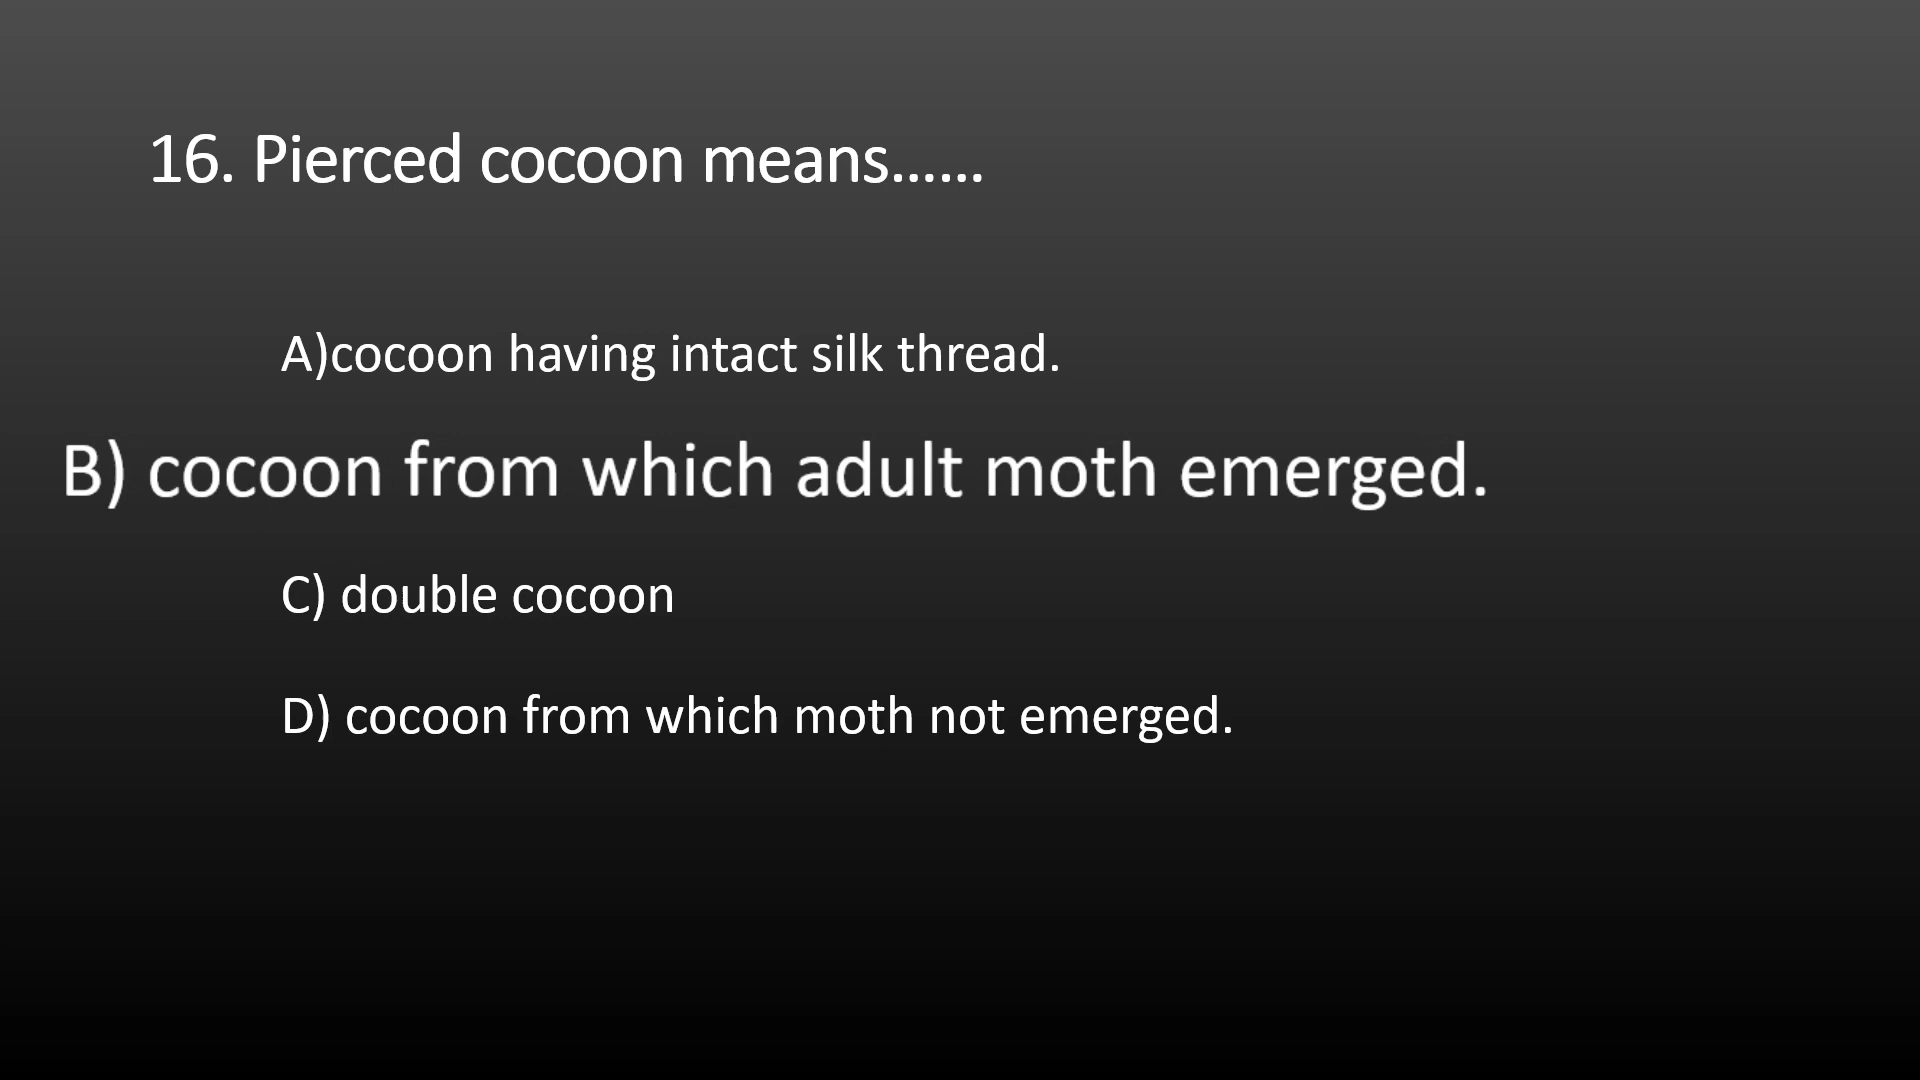 16. Pierced cocoon means......
A)cocoon having intact silk thread.
B) cocoon from which adult moth emerged.
C) double cocoon
D) cocoon from which moth not emerged.